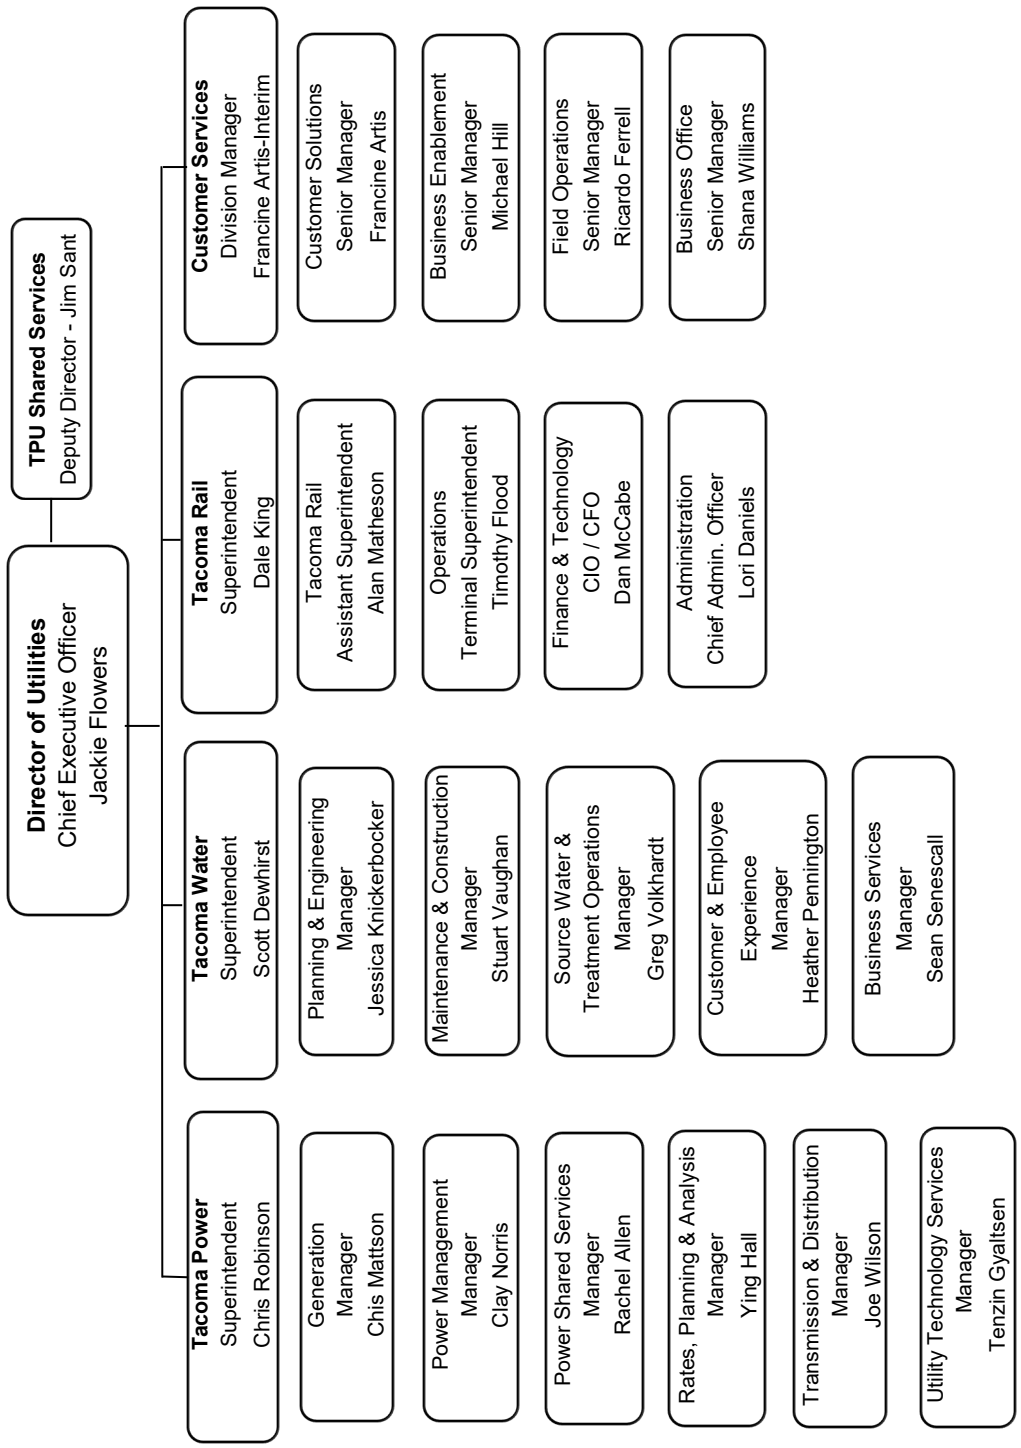 Director of Utilities
Chief Executive Officer
Jackie Flowers
TPU Shared Services
Deputy Director - Jim Sant
Tacoma Power
Superintendent
Chris Robinson
Generation
Manager
Chis Mattson
Power Management
Manager
Clay Norris
Power Shared Services
Manager
Rachel Allen
Rates, Planning & Analysis
Manager
Ying Hall
Transmission & Distribution
Manager
Joe Wilson
Utility Technology Services
Manager
Tenzin Gyaltsen
Tacoma Water
Superintendent
Scott Dewhirst
Planning & Engineering
Manager
Jessica Knickerbocker
Maintenance & Construction
Manager
Stuart Vaughan
Source Water &
Treatment Operations
Manager
Greg Volkhardt
Customer & Employee
Experience
Manager
Heather Pennington
Business Services
Manager
Sean Senescall
Tacoma Rail
Superintendent
Dale King
Tacoma Rail
Assistant Superintendent
Alan Matheson
Operations
Terminal Superintendent
Timothy Flood
Finance & Technology
CIO / CFO
Dan McCabe
Administration
Chief Admin. Officer
Lori Daniels
Customer Services
Division Manager
Francine Artis-Interim
Customer Solutions
Senior Manager
Francine Artis
Business Enablement
Senior Manager
Michael Hill
Field Operations
Senior Manager
Ricardo Ferrell
Business Office
Senior Manager
Shana Williams